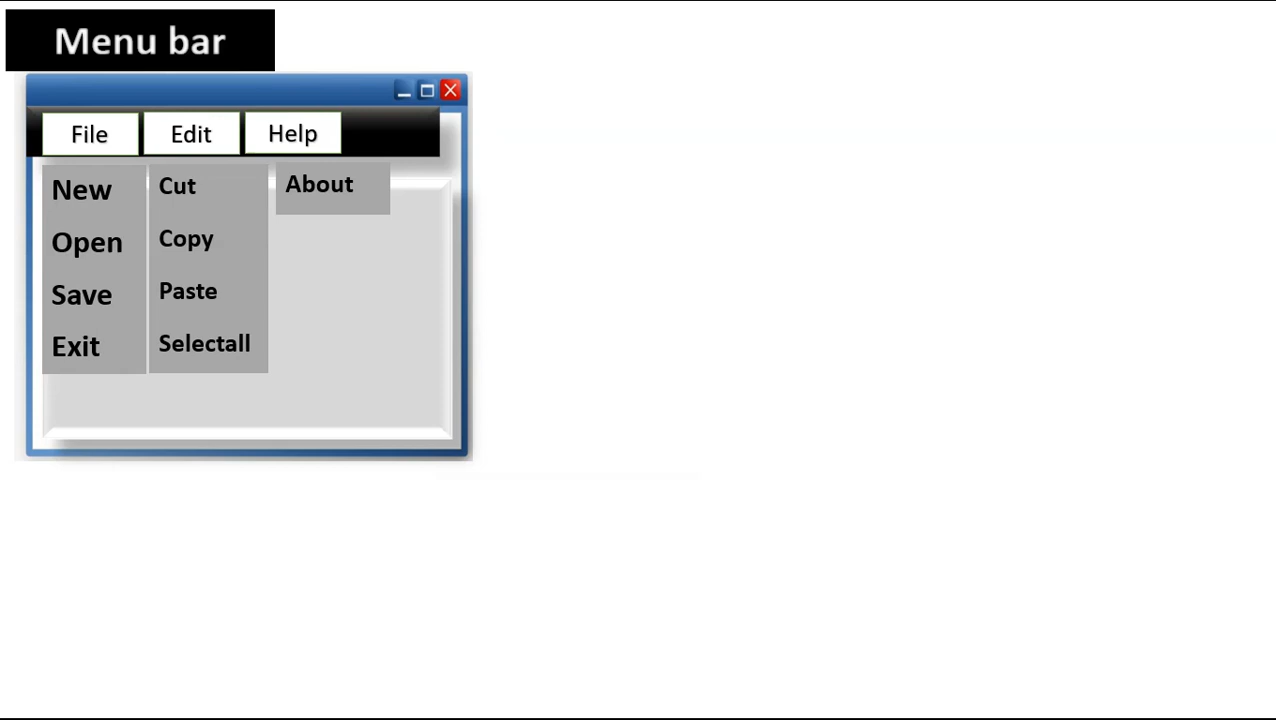 Menu bar
File Edit Help
New Cut About
Open Copy
Save Paste
Exit Selectall